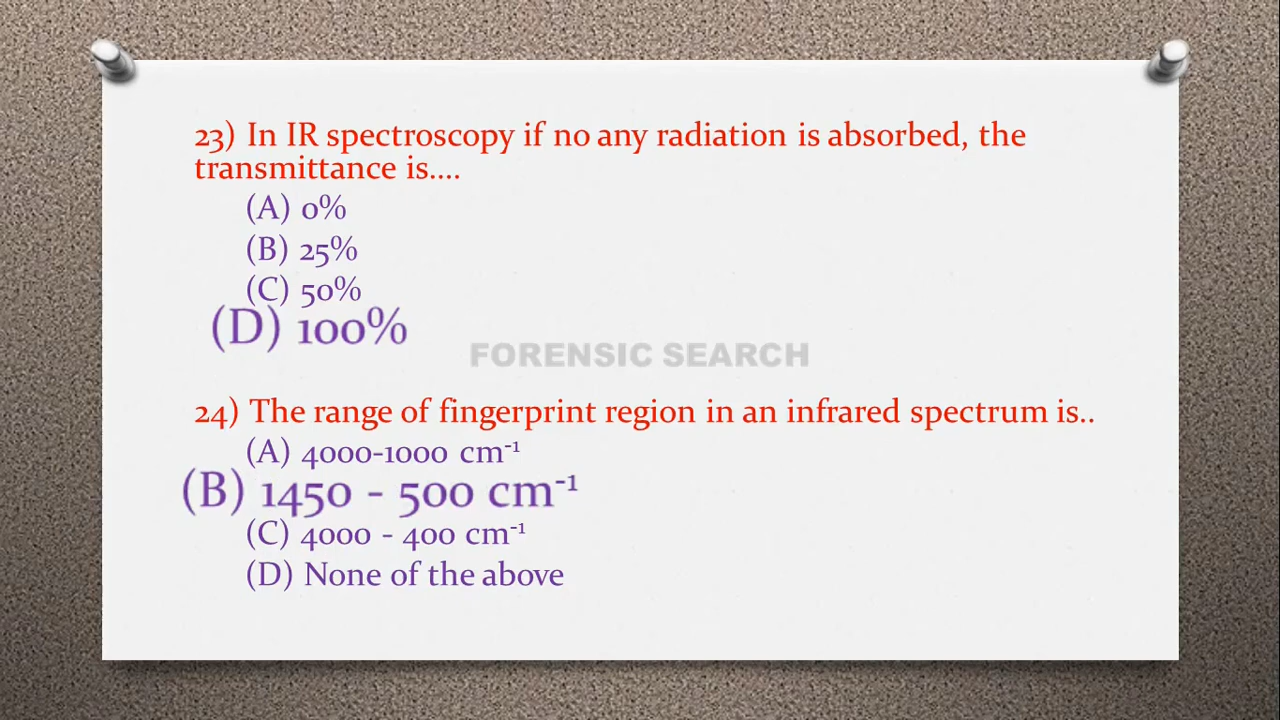 23) In IR spectroscopy if no any radiation is absorbed, the
transmittance is....
(A) 0%
(B) 25%
(C) 50%
(D) 100%
FORENSIC SEARCH
24) The range of fingerprint region in an infrared spectrum is..
(A) 4000-1000 cm⁻¹
(B) 1450 - 500 cm⁻¹
(C) 4000 - 400 cm⁻¹
(D) None of the above